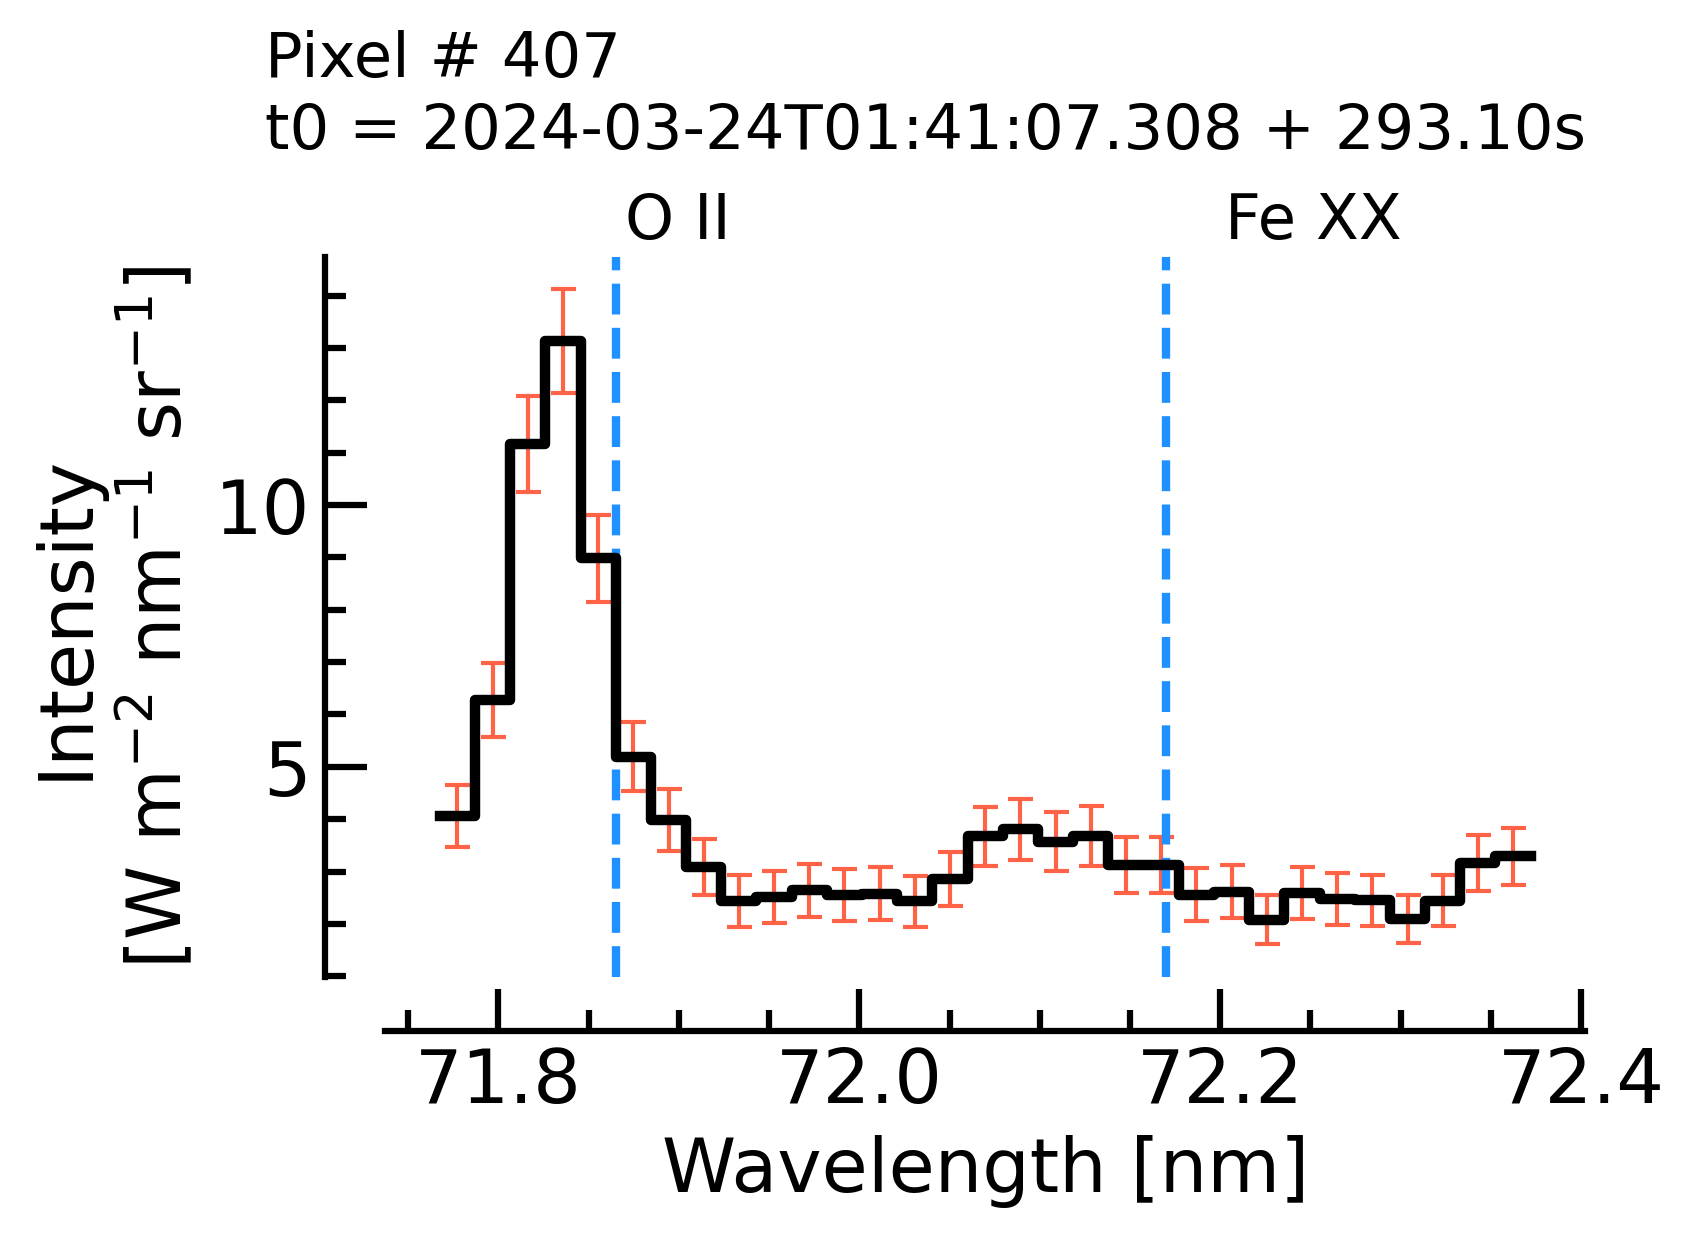 Pixel # 407
t0 = 2024-03-24T01:41:07.308 + 293.10s
O II
Fe XX
Intensity
[W m⁻² nm⁻¹ sr⁻¹]
10
5
71.8
72.0
72.2
72.4
Wavelength [nm]